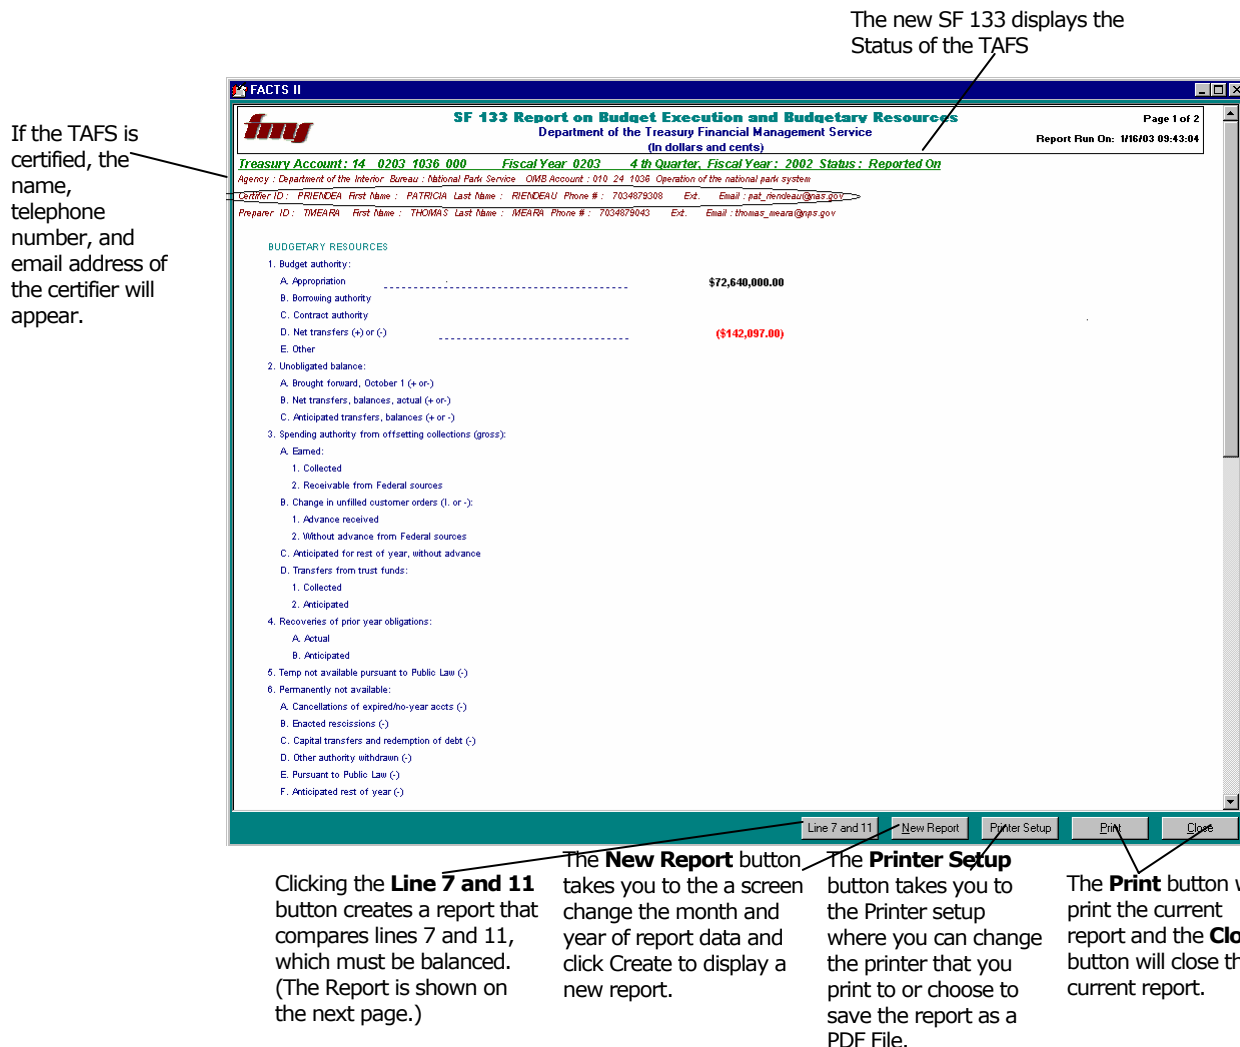 The new SF 133 displays the
Status of the TAFS
If the TAFS is
certified, the
name,
telephone
number, and
email address of
the certifier will
appear.
FACTS II
fms
SF 133 Report on Budget Execution and Budgetary Resources
Department of the Treasury Financial Management Service
(In dollars and cents)
Page 1 of 2
Report Run On: 1/16/03 09:43:04
Treasury Account: 14 0203 1036 000 Fiscal Year 0203 4 th Quarter, Fiscal Year: 2002 Status: Reported On
Agency : Department of the Interior Bureau : National Park Service OMB Account : 010 24 1036 Operation of the national park system
Certifier ID : PRIENDEA First Name : PATRICIA Last Name : RIENDEAU Phone # : 7034879308 Ext. Email : pat_riendeau@nas.gov
Preparer ID : TMEARA First Name : THOMAS Last Name : MEARA Phone # : 7034879043 Ext. Email : thomas_meara@nps.gov
BUDGETARY RESOURCES
1. Budget authority:
A. Appropriation $72,640,000.00
B. Borrowing authority
C. Contract authority
D. Net transfers (+) or (-) ($142,097.00)
E. Other
2. Unobligated balance:
A. Brought forward, October 1 (+ or-)
B. Net transfers, balances, actual (+ or-)
C. Anticipated transfers, balances (+ or -)
3. Spending authority from offsetting collections (gross):
A. Earned:
1. Collected
2. Receivable from Federal sources
B. Change in unfilled customer orders (l. or -):
1. Advance received
2. Without advance from Federal sources
C. Anticipated for rest of year, without advance
D. Transfers from trust funds:
1. Collected
2. Anticipated
4. Recoveries of prior year obligations:
A. Actual
B. Anticipated
5. Temp not available pursuant to Public Law (-)
6. Permanently not available:
A. Cancellations of expired/no-year accts (-)
B. Enacted rescissions (-)
C. Capital transfers and redemption of debt (-)
D. Other authority withdrawn (-)
E. Pursuant to Public Law (-)
F. Anticipated rest of year (-)
Line 7 and 11 New Report Printer Setup Print Close
Clicking the Line 7 and 11
button creates a report that
compares lines 7 and 11,
which must be balanced.
(The Report is shown on
the next page.)
The New Report button
takes you to the a screen
change the month and
year of report data and
click Create to display a
new report.
The Printer Setup
button takes you to
the Printer setup
where you can change
the printer that you
print to or choose to
save the report as a
PDF File.
The Print button
print the current
report and the Clo
button will close th
current report.